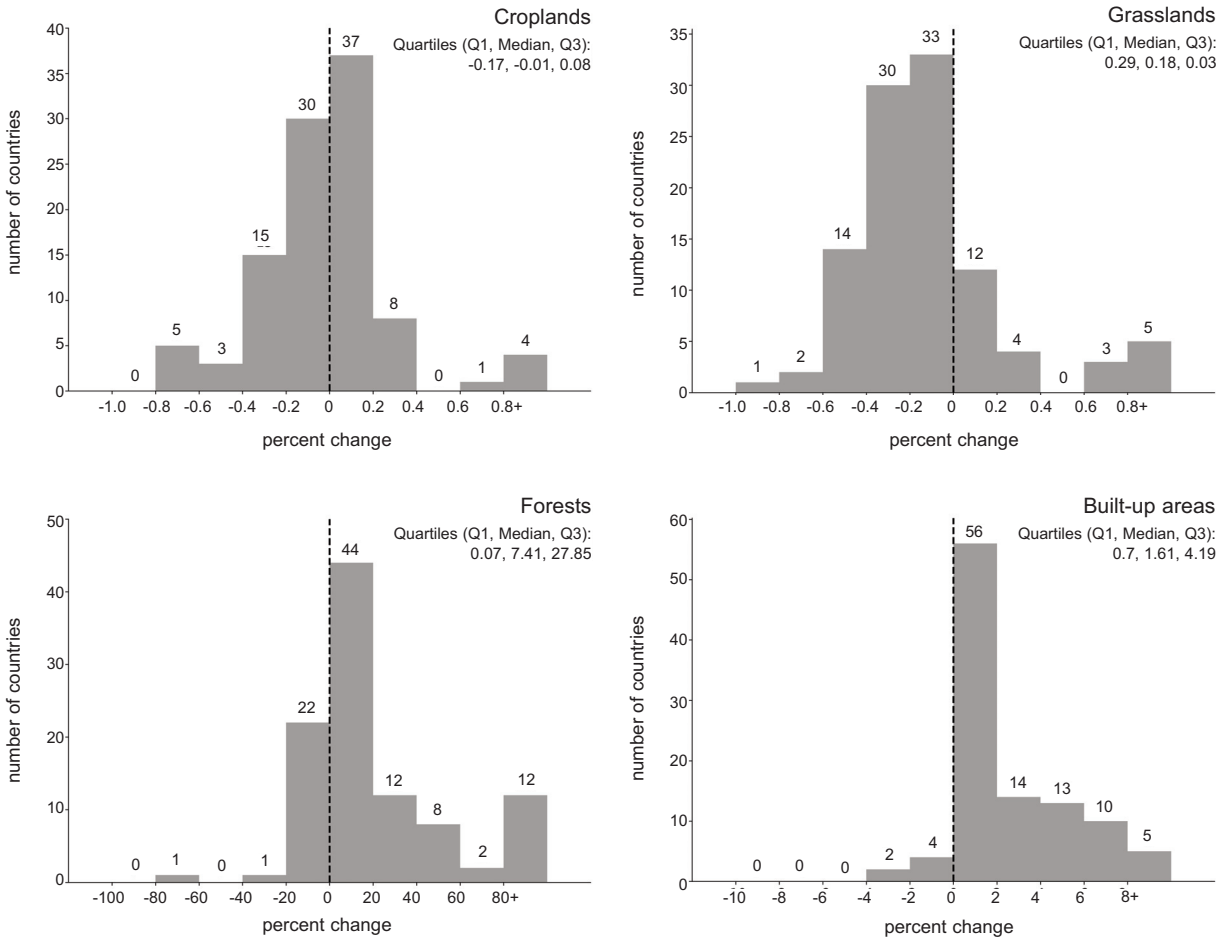 Croplands
Quartiles (Q1, Median, Q3):
-0.17, -0.01, 0.08
number of countries
40
35
30
25
20
15
10
5
0
0
5
3
15
30
37
8
0
1
4
-1.0 -0.8 -0.6 -0.4 -0.2 0 0.2 0.4 0.6 0.8+
percent change
Grasslands
Quartiles (Q1, Median, Q3):
0.29, 0.18, 0.03
number of countries
35
30
25
20
15
10
5
0
1
2
14
30
33
12
4
0
3
5
-1.0 -0.8 -0.6 -0.4 -0.2 0 0.2 0.4 0.6 0.8+
percent change
Forests
Quartiles (Q1, Median, Q3):
0.07, 7.41, 27.85
number of countries
50
40
30
20
10
0
0
1
0
1
22
44
12
8
2
12
-100 -80 -60 -40 -20 0 20 40 60 80+
percent change
Built-up areas
Quartiles (Q1, Median, Q3):
0.7, 1.61, 4.19
number of countries
60
50
40
30
20
10
0
0
0
0
2
4
56
14
13
10
5
-10 -8 -6 -4 -2 0 2 4 6 8+
percent change